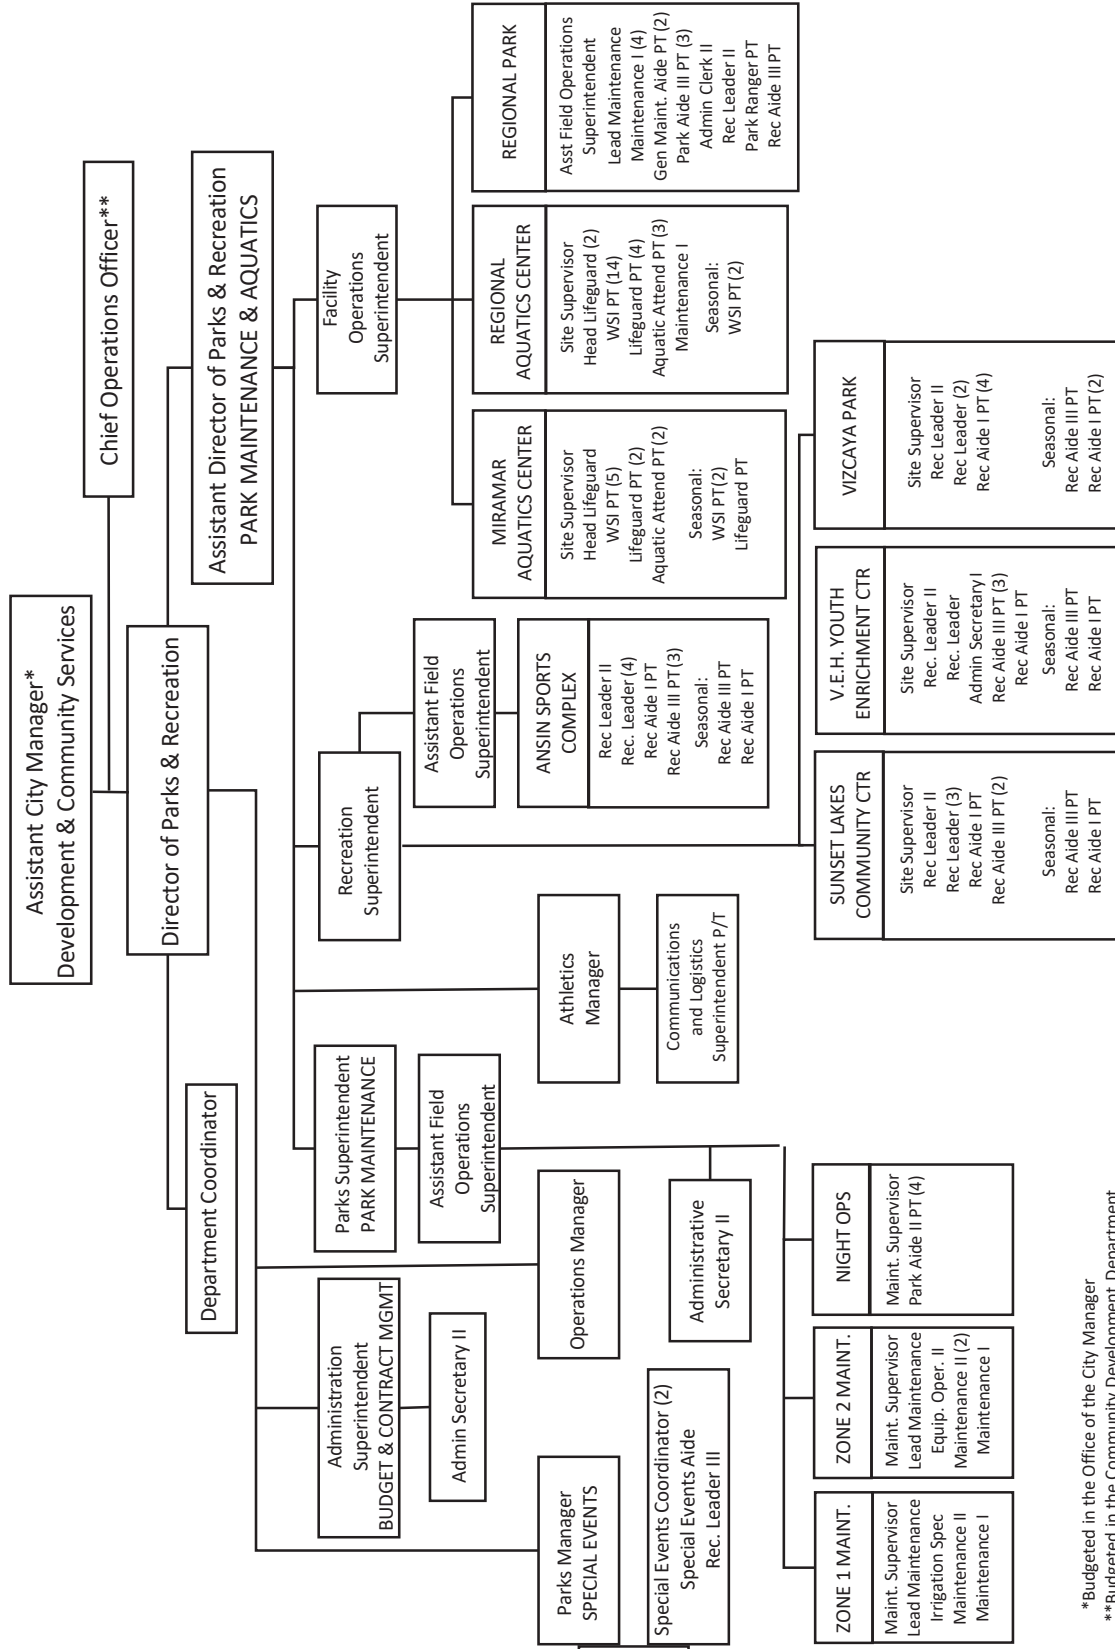 Assistant City Manager*
Development & Community Services
Chief Operations Officer**
Director of Parks & Recreation
Department Coordinator
Assistant Director of Parks & Recreation
PARK MAINTENANCE & AQUATICS
Administration
Superintendent
BUDGET & CONTRACT MGMT
Admin Secretary II
Parks Manager
SPECIAL EVENTS
Special Events Coordinator (2)
Special Events Aide
Rec. Leader III
Operations Manager
Parks Superintendent
PARK MAINTENANCE
Assistant Field
Operations
Superintendent
Administrative
Secretary II
ZONE 1 MAINT.
Maint. Supervisor
Lead Maintenance
Irrigation Spec
Maintenance II
Maintenance I
ZONE 2 MAINT.
Maint. Supervisor
Lead Maintenance
Equip. Oper. II
Maintenance II (2)
Maintenance I
NIGHT OPS
Maint. Supervisor
Park Aide II PT (4)
Athletics
Manager
Communications
and Logistics
Superintendent P/T
Recreation
Superintendent
Assistant Field
Operations
Superintendent
ANSIN SPORTS
COMPLEX
Rec Leader II
Rec. Leader (4)
Rec Aide I PT
Rec Aide III PT (3)
Seasonal:
Rec Aide III PT
Rec Aide I PT
SUNSET LAKES
COMMUNITY CTR
Site Supervisor
Rec Leader II
Rec Leader (3)
Rec Aide I PT
Rec Aide III PT (2)
Seasonal:
Rec Aide III PT
Rec Aide I PT
V.E.H. YOUTH
ENRICHMENT CTR
Site Supervisor
Rec. Leader II
Rec. Leader
Admin Secretary I
Rec Aide III PT (3)
Rec Aide I PT
Seasonal:
Rec Aide III PT
Rec Aide I PT
VIZCAYA PARK
Site Supervisor
Rec Leader II
Rec Leader (2)
Rec Aide I PT (4)
Seasonal:
Rec Aide III PT
Rec Aide I PT (2)
Facility
Operations
Superintendent
MIRAMAR
AQUATICS CENTER
Site Supervisor
Head Lifeguard
WSI PT (5)
Lifeguard PT (2)
Aquatic Attend PT (2)
Seasonal:
WSI PT (2)
Lifeguard PT
REGIONAL
AQUATICS CENTER
Site Supervisor
Head Lifeguard (2)
WSI PT (14)
Lifeguard PT (4)
Aquatic Attend PT (3)
Maintenance I
Seasonal:
WSI PT (2)
REGIONAL PARK
Asst Field Operations
Superintendent
Lead Maintenance
Maintenance I (4)
Gen Maint. Aide PT (2)
Park Aide III PT (3)
Admin Clerk II
Rec Leader II
Park Ranger PT
Rec Aide III PT
*Budgeted in the Office of the City Manager
**Budgeted in the Community Development Department